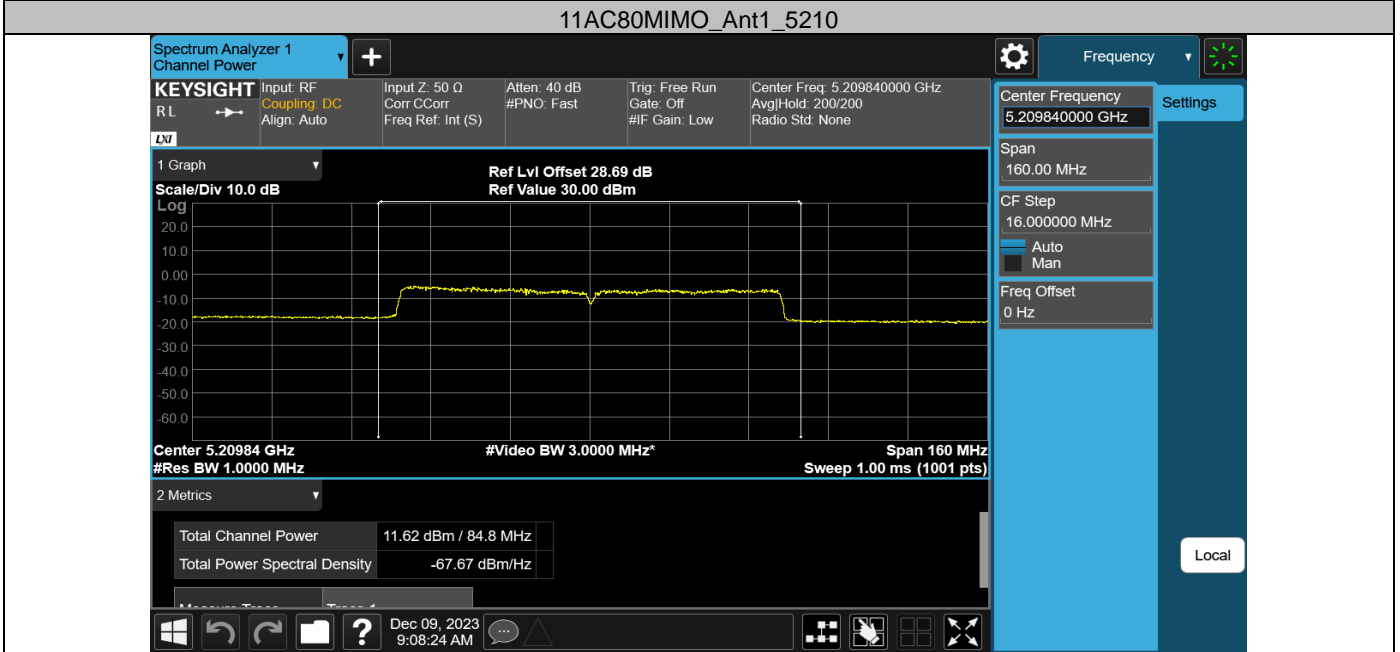 11AC80MIMO_Ant1_5210
Spectrum Analyzer 1
Channel Power
Frequency
KEYSIGHT
RL
LXI
Input: RF
Coupling: DC
Align: Auto
Input Z: 50 Ω
Corr CCorr
Freq Ref: Int (S)
Atten: 40 dB
#PNO: Fast
Trig: Free Run
Gate: Off
#IF Gain: Low
Center Freq: 5.209840000 GHz
Avg|Hold: 200/200
Radio Std: None
Center Frequency
5.209840000 GHz
Settings
Span
160.00 MHz
CF Step
16.000000 MHz
Auto
Man
Freq Offset
0 Hz
Local
1 Graph
Scale/Div 10.0 dB
Ref Lvl Offset 28.69 dB
Ref Value 30.00 dBm
Log
20.0
10.0
0.00
-10.0
-20.0
-30.0
-40.0
-50.0
-60.0
Center 5.20984 GHz
#Video BW 3.0000 MHz*
Span 160 MHz
#Res BW 1.0000 MHz
Sweep 1.00 ms (1001 pts)
2 Metrics
Total Channel Power 11.62 dBm / 84.8 MHz
Total Power Spectral Density -67.67 dBm/Hz
Measure Trace Trace 1
?
Dec 09, 2023
9:08:24 AM